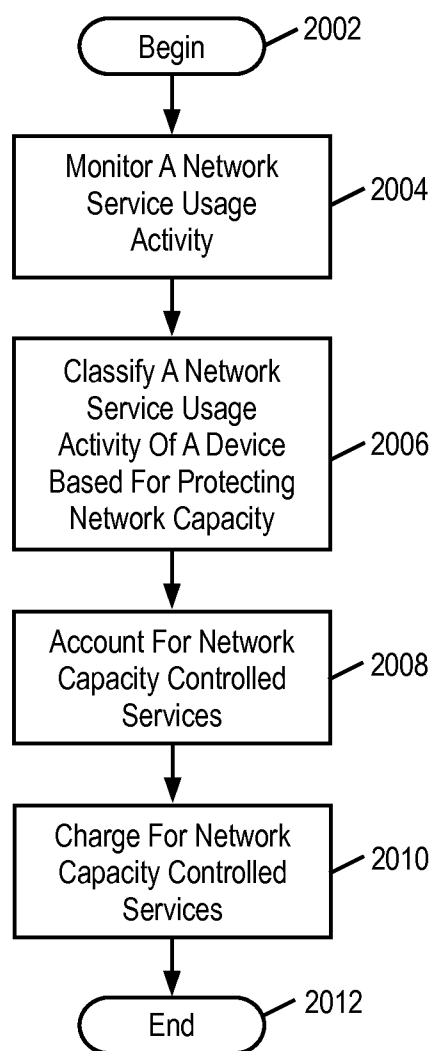 Begin
2002
Monitor A Network
Service Usage
Activity
2004
Classify A Network
Service Usage
Activity Of A Device
Based For Protecting
Network Capacity
2006
Account For Network
Capacity Controlled
Services
2008
Charge For Network
Capacity Controlled
Services
2010
End
2012